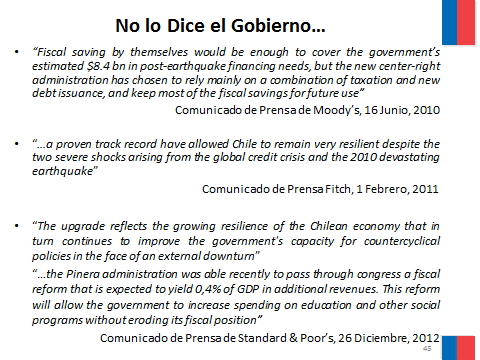 No lo Dice el Gobierno…
• “Fiscal saving by themselves would be enough to cover the government’s
estimated $8.4 bn in post-earthquake financing needs, but the new center-right
administration has chosen to rely mainly on a combination of taxation and new
debt issuance, and keep most of the fiscal savings for future use”
Comunicado de Prensa de Moody’s, 16 Junio, 2010
• “…a proven track record have allowed Chile to remain very resilient despite the
two severe shocks arising from the global credit crisis and the 2010 devastating
earthquake”
Comunicado de Prensa Fitch, 1 Febrero, 2011
• “The upgrade reflects the growing resilience of the Chilean economy that in
turn continues to improve the government's capacity for countercyclical
policies in the face of an external downturn”
“…the Pinera administration was able recently to pass through congress a fiscal
reform that is expected to yield 0,4% of GDP in additional revenues. This reform
will allow the government to increase spending on education and other social
programs without eroding its fiscal position”
Comunicado de Prensa de Standard & Poor’s, 26 Diciembre, 2012
45